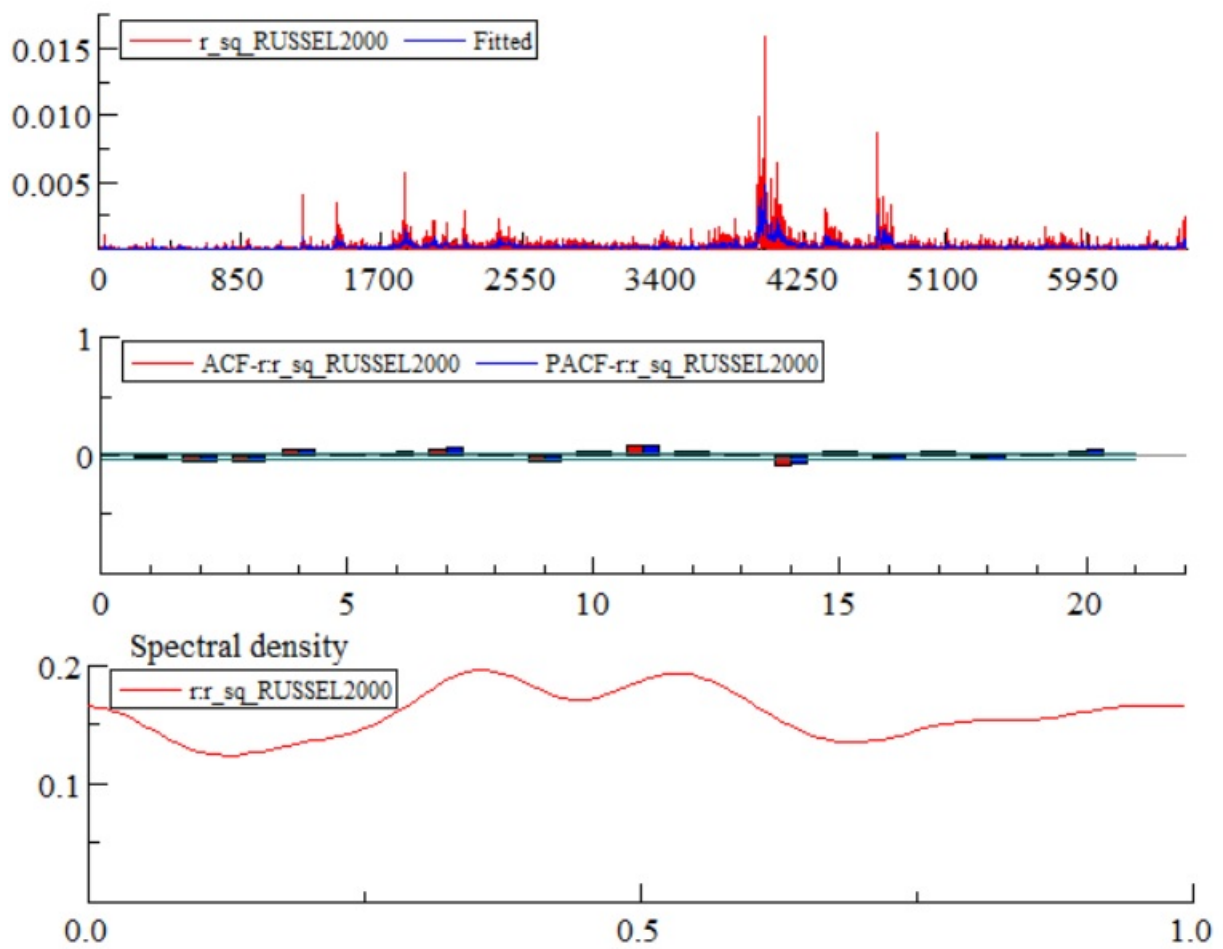 r_sq_RUSSEL2000 Fitted
0.015
0.010
0.005
0 850 1700 2550 3400 4250 5100 5950
ACF-r:r_sq_RUSSEL2000 PACF-r:r_sq_RUSSEL2000
1
0
0 5 10 15 20
Spectral density
r:r_sq_RUSSEL2000
0.2
0.1
0.0 0.5 1.0